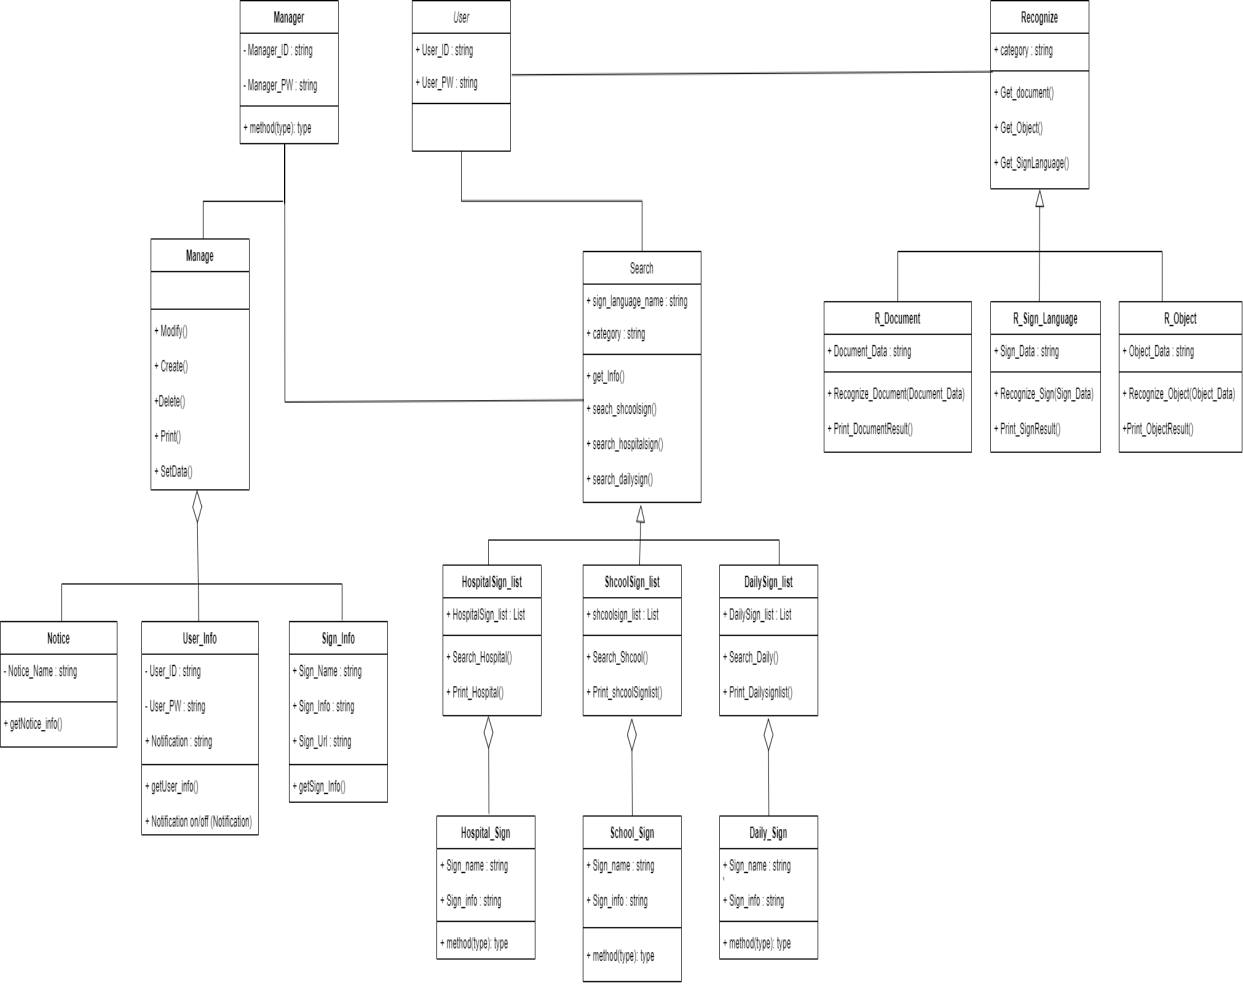 Manager
- Manager_ID : string
- Manager_PW : string
+ method(type): type
User
+ User_ID : string
+ User_PW : string
Recognize
+ category : string
+ Get_document()
+ Get_Object()
+ Get_SignLanguage()
Manage
+ Modify()
+ Create()
+Delete()
+ Print()
+ SetData()
Search
+ sign_language_name : string
+ category : string
+ get_Info()
+ seach_shcoolsign()
+ search_hospitalsign()
+ search_dailysign()
R_Document
+ Document_Data : string
+ Recognize_Document(Document_Data)
+ Print_DocumentResult()
R_Sign_Language
+ Sign_Data : string
+ Recognize_Sign(Sign_Data)
+ Print_SignResult()
R_Object
+ Object_Data : string
+ Recognize_Object(Object_Data)
+Print_ObjectResult()
Notice
- Notice_Name : string
+ getNotice_info()
User_Info
- User_ID : string
- User_PW : string
+ Notification : string
+ getUser_info()
+ Notification on/off (Notification)
Sign_Info
+ Sign_Name : string
+ Sign_Info : string
+ Sign_Url : string
+ getSign_Info()
HospitalSign_list
+ HospitalSign_list : List
+ Search_Hospital()
+ Print_Hospital()
ShcoolSign_list
+ shcoolsign_list : List
+ Search_Shcool()
+ Print_shcoolSignlist()
DailySign_list
+ DailySign_list : List
+ Search_Daily()
+ Print_Dailysignlist()
Hospital_Sign
+ Sign_name : string
+ Sign_info : string
+ method(type): type
School_Sign
+ Sign_name : string
+ Sign_info : string
+ method(type): type
Daily_Sign
+ Sign_name : string
'
+ Sign_info : string
+ method(type): type